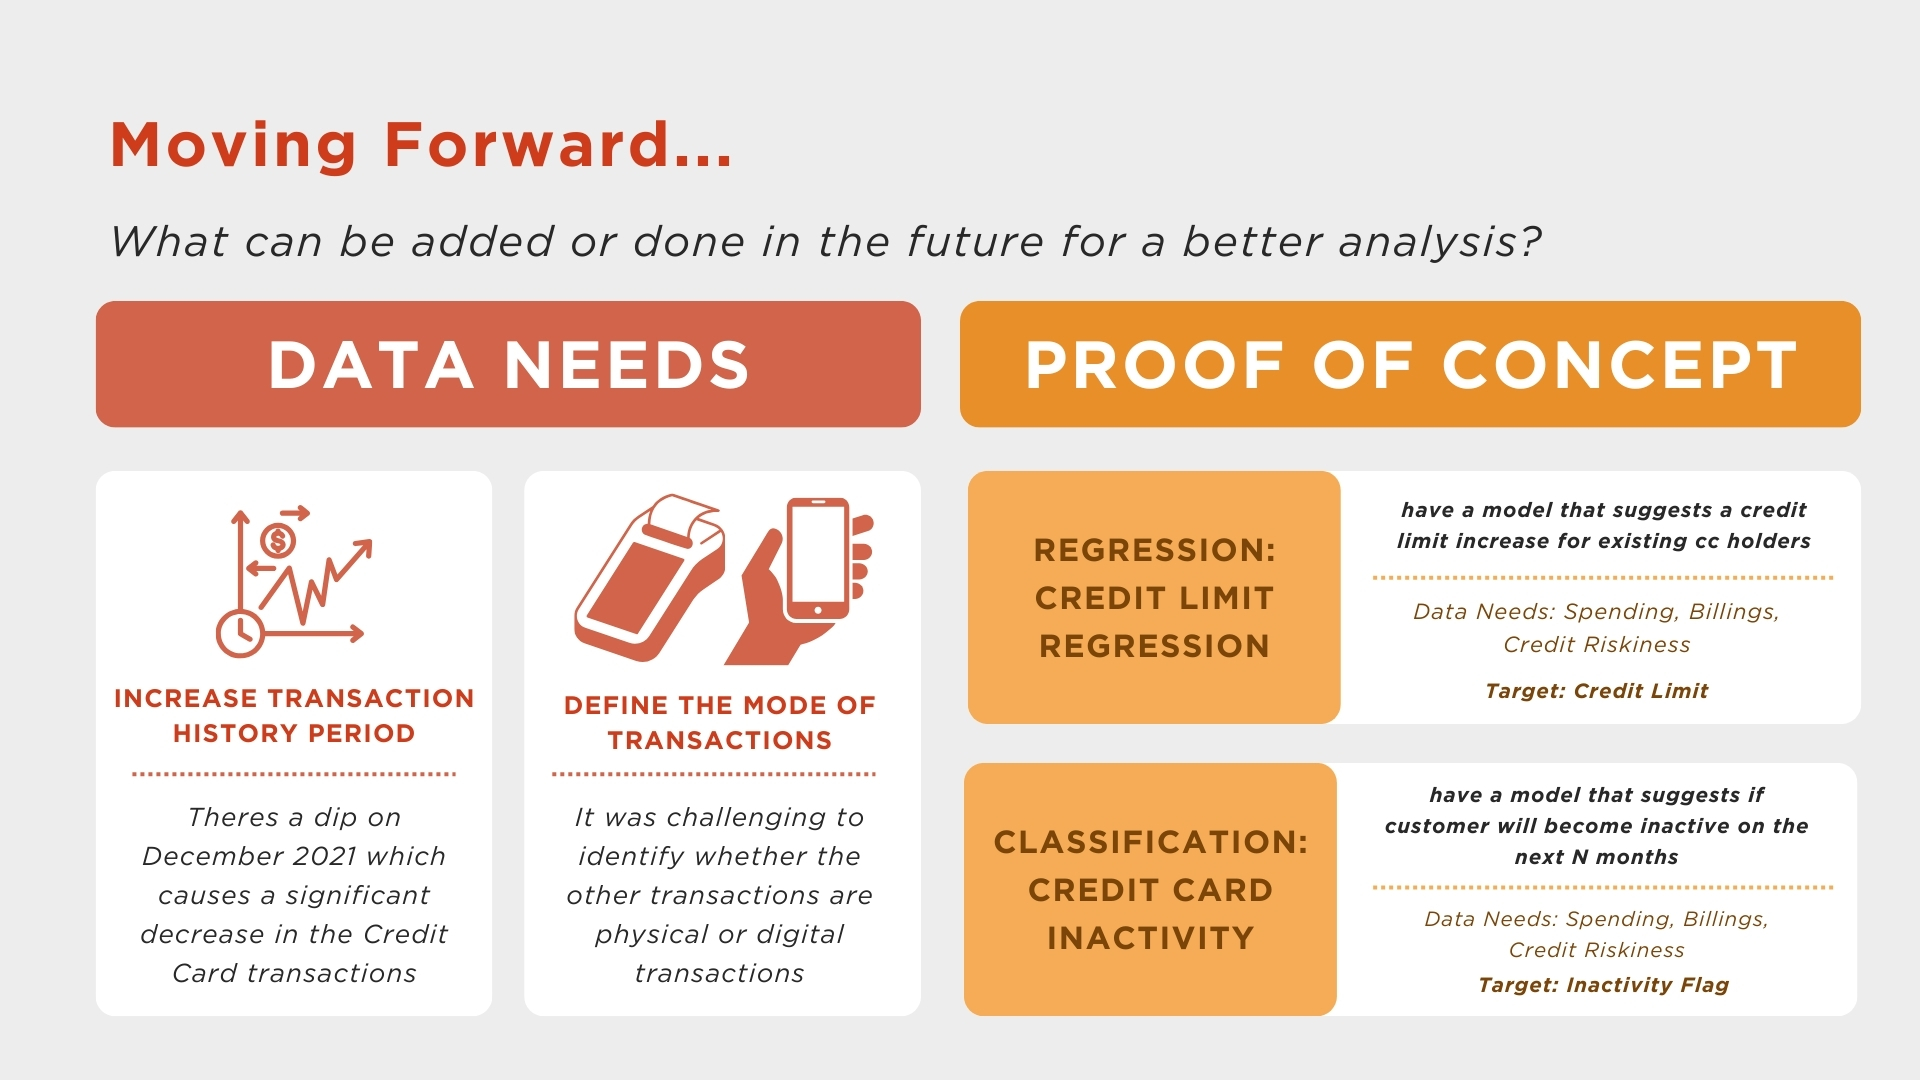 Moving Forward...
What can be added or done in the future for a better analysis?
DATA NEEDS
$
INCREASE TRANSACTION
HISTORY PERIOD
Theres a dip on
December 2021 which
causes a significant
decrease in the Credit
Card transactions
DEFINE THE MODE OF
TRANSACTIONS
It was challenging to
identify whether the
other transactions are
physical or digital
transactions
PROOF OF CONCEPT
REGRESSION:
CREDIT LIMIT
REGRESSION
have a model that suggests a credit
limit increase for existing cc holders
Data Needs: Spending, Billings,
Credit Riskiness
Target: Credit Limit
CLASSIFICATION:
CREDIT CARD
INACTIVITY
have a model that suggests if
customer will become inactive on the
next N months
Data Needs: Spending, Billings,
Credit Riskiness
Target: Inactivity Flag